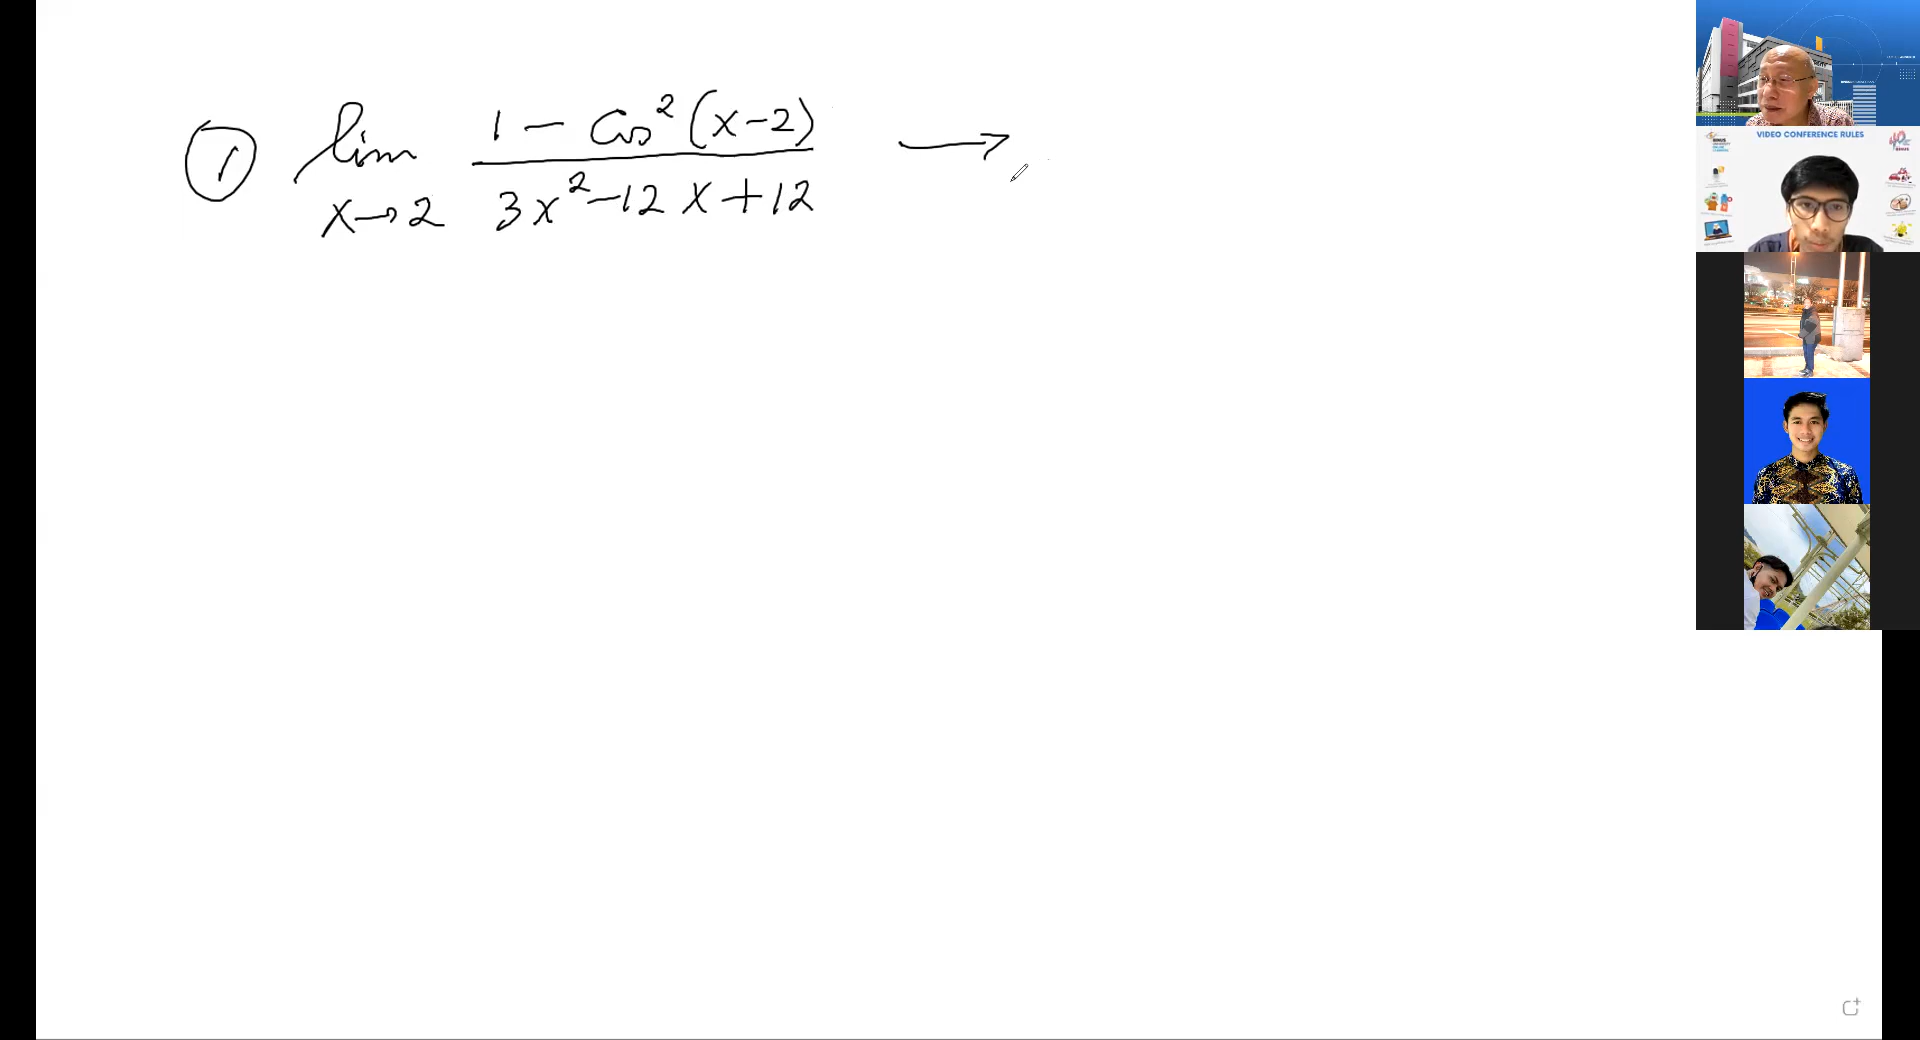 ① lim x→2 (1 - cos²(x-2)) / (3x² - 12x + 12) →
VIDEO CONFERENCE RULES